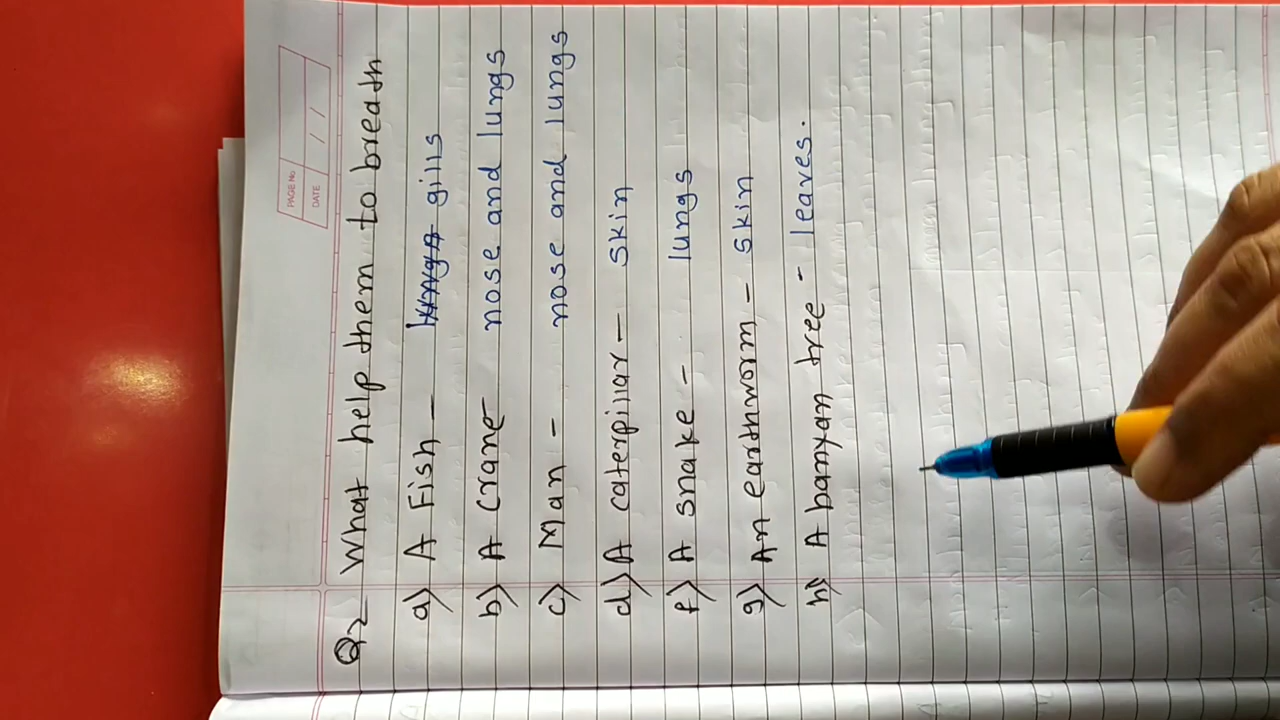 PAGE No
DATE / /
Q2 What help them to breath
a) A Fish — lungs gills
b) A crane nose and lungs
c) Man - nose and lungs
d) A caterpillar — skin
f) A snake - lungs
g) An earthworm - skin
h) A banyan tree - leaves.